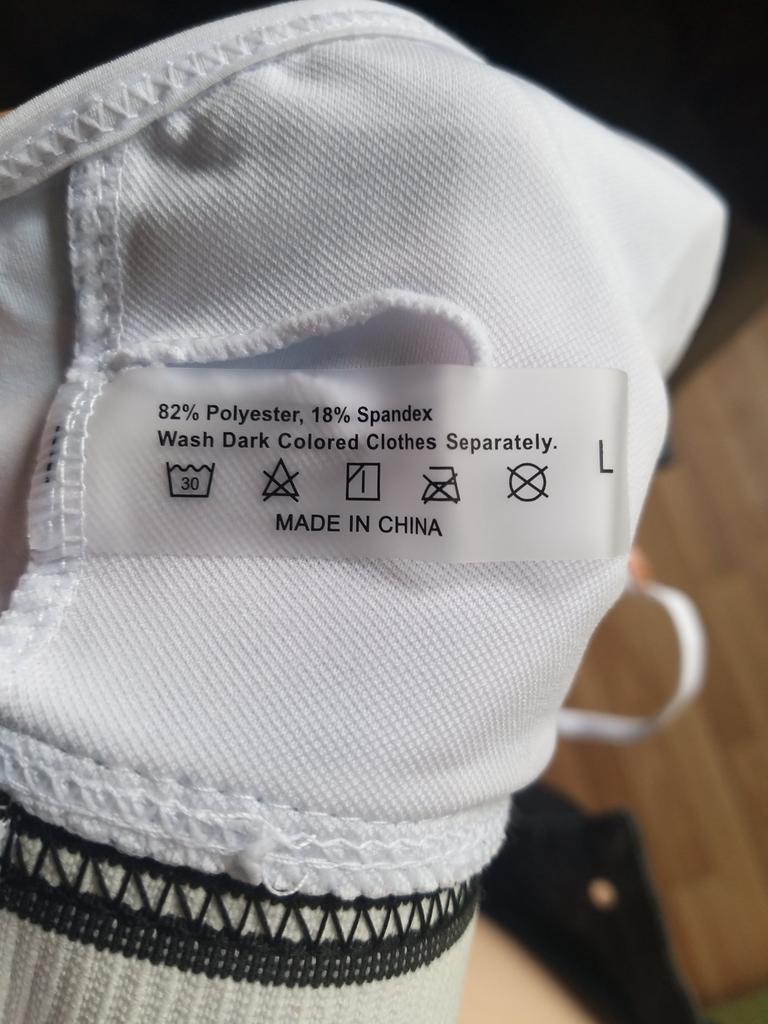 82% Polyester, 18% Spandex
Wash Dark Colored Clothes Separately.
L
30
MADE IN CHINA